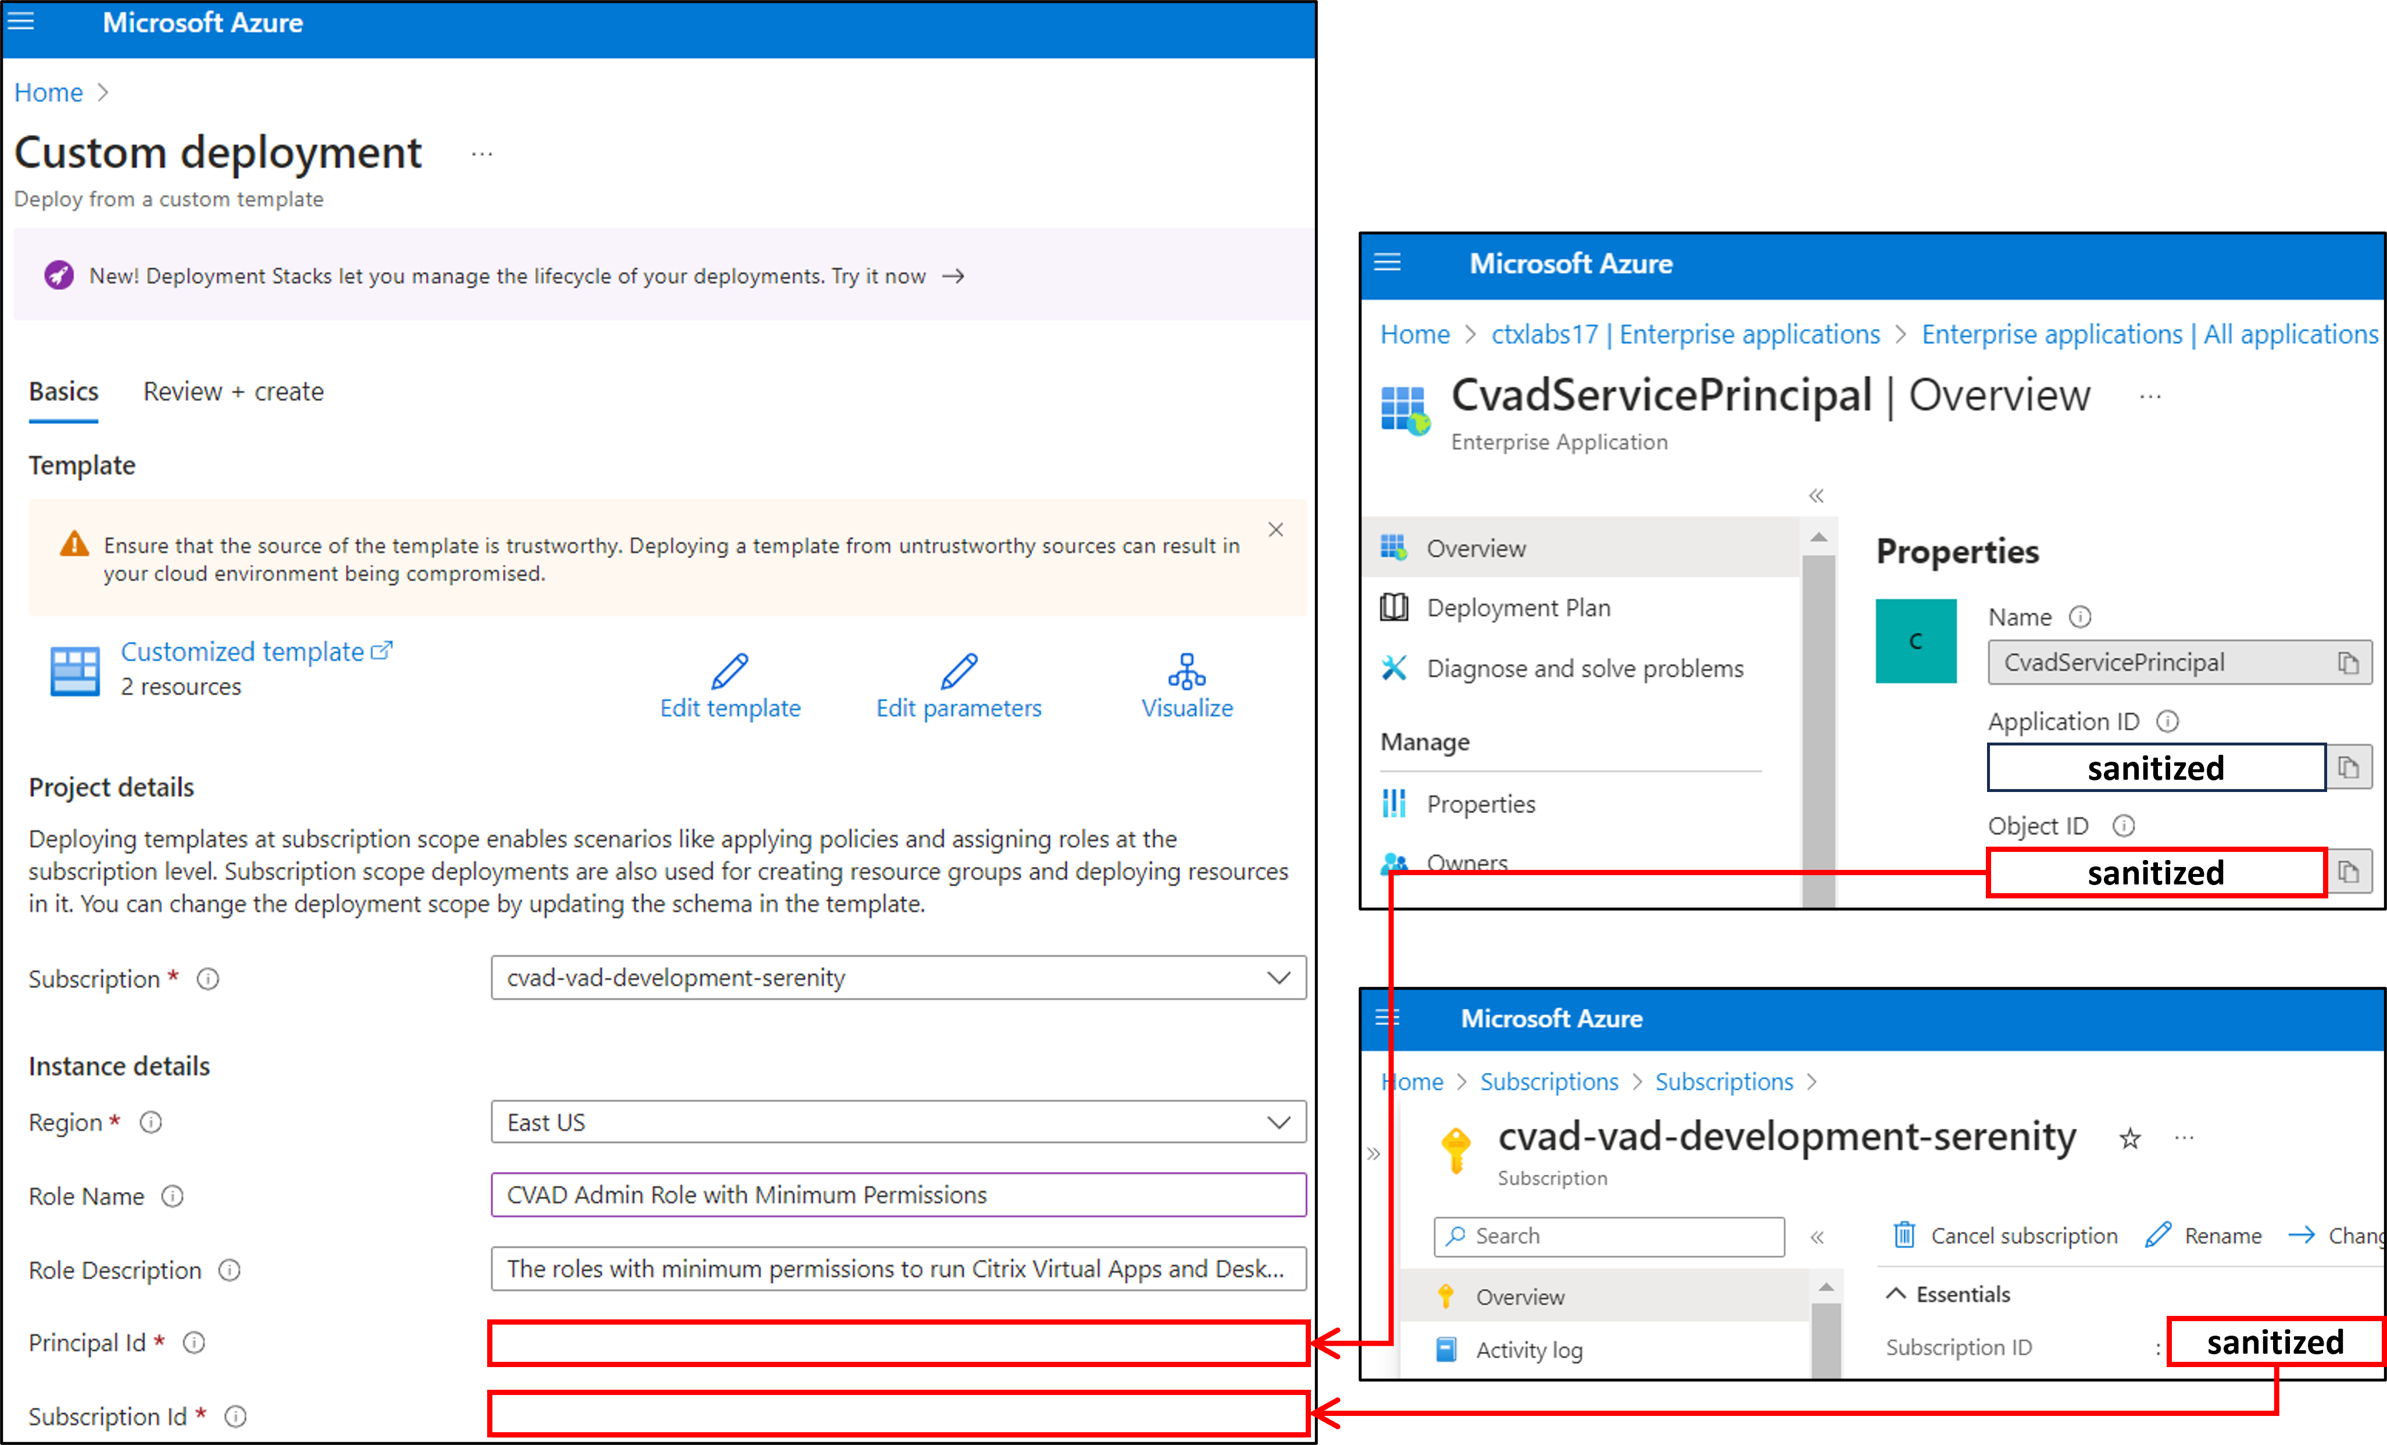 Microsoft Azure
Home
Custom deployment ...
Deploy from a custom template
New! Deployment Stacks let you manage the lifecycle of your deployments. Try it now →
Basics Review + create
Template
Ensure that the source of the template is trustworthy. Deploying a template from untrustworthy sources can result in
your cloud environment being compromised.
Customized template
2 resources
Edit template Edit parameters Visualize
Project details
Deploying templates at subscription scope enables scenarios like applying policies and assigning roles at the
subscription level. Subscription scope deployments are also used for creating resource groups and deploying resources
in it. You can change the deployment scope by updating the schema in the template.
Subscription * cvad-vad-development-serenity
Instance details
Region * East US
Role Name CVAD Admin Role with Minimum Permissions
Role Description The roles with minimum permissions to run Citrix Virtual Apps and Desk...
Principal Id *
Subscription Id *
Microsoft Azure
Home > ctxlabs17 | Enterprise applications > Enterprise applications | All applications
CvadServicePrincipal | Overview ...
Enterprise Application
Overview
Deployment Plan
Diagnose and solve problems
Manage
Properties
Owners
Properties
C
Name
CvadServicePrincipal
Application ID
sanitized
Object ID
sanitized
Microsoft Azure
Home > Subscriptions > Subscriptions >
cvad-vad-development-serenity ...
Subscription
Search
Overview
Activity log
Cancel subscription Rename Chang
Essentials
Subscription ID : sanitized